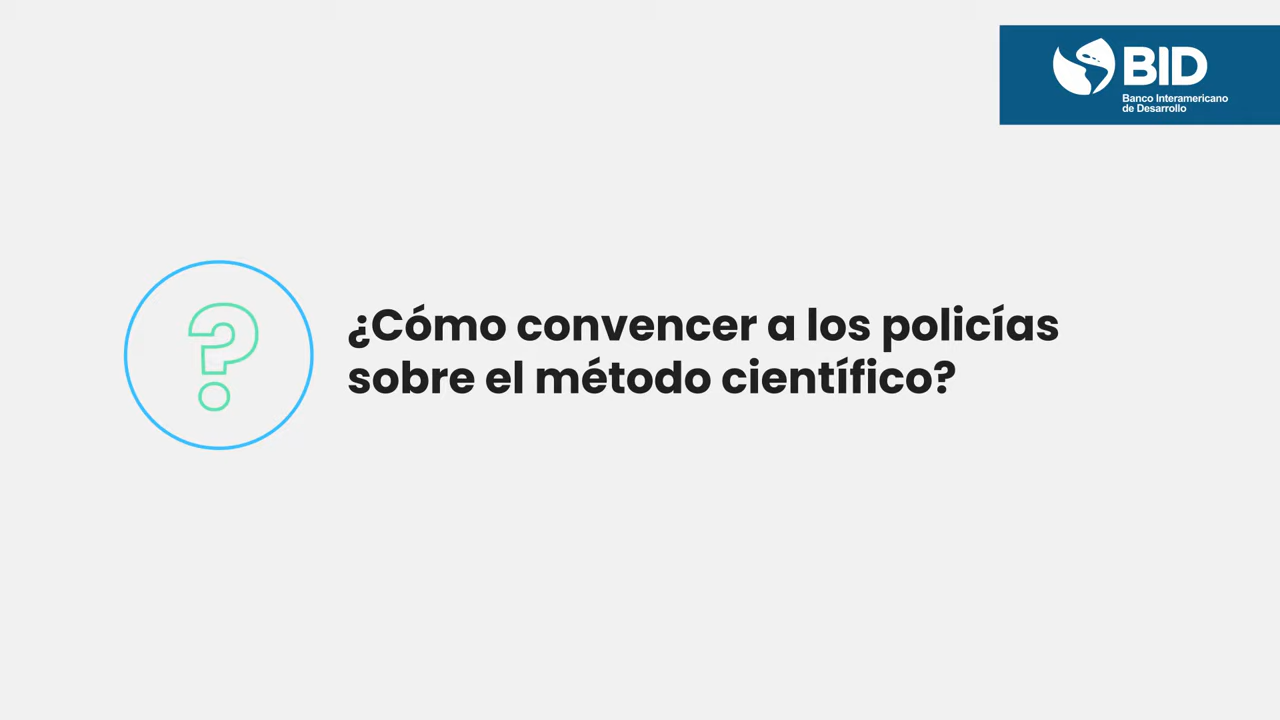 BID
Banco Interamericano
de Desarrollo
¿Cómo convencer a los policías
sobre el método científico?